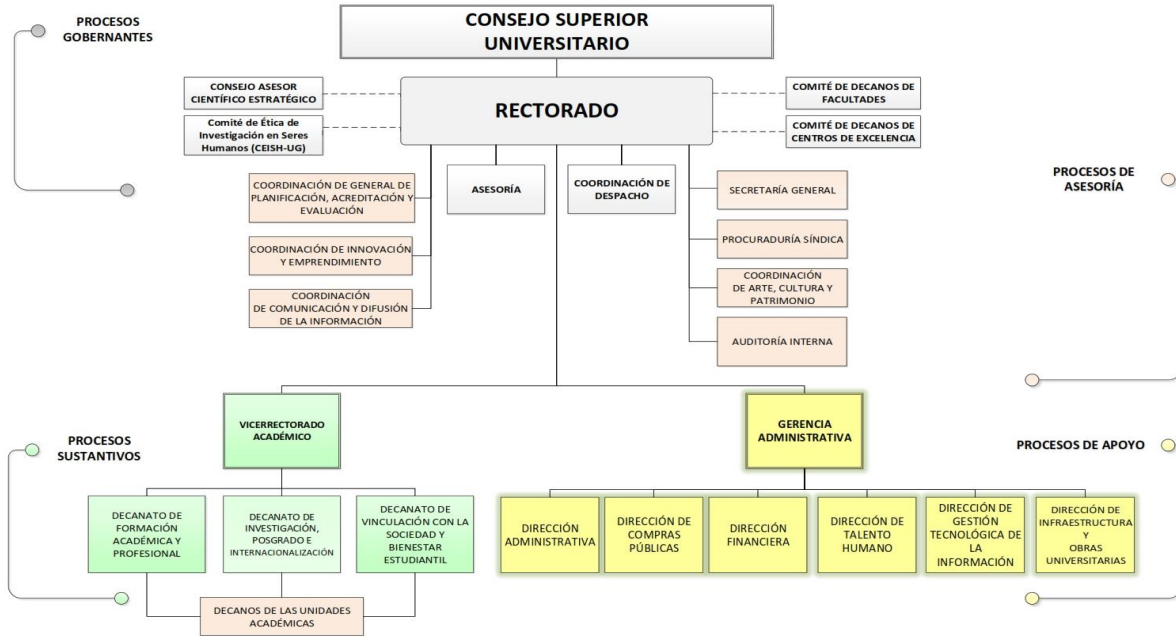 PROCESOS
GOBERNANTES
CONSEJO SUPERIOR
UNIVERSITARIO
CONSEJO ASESOR
CIENTÍFICO ESTRATÉGICO
RECTORADO
COMITÉ DE DECANOS DE
FACULTADES
Comité de Ética de
Investigación en Seres
Humanos (CEISH-UG)
COMITÉ DE DECANOS DE
CENTROS DE EXCELENCIA
PROCESOS DE
ASESORÍA
COORDINACIÓN DE GENERAL DE
PLANIFICACIÓN, ACREDITACIÓN Y
EVALUACIÓN
ASESORÍA
COORDINACIÓN DE
DESPACHO
SECRETARÍA GENERAL
COORDINACIÓN DE INNOVACIÓN
Y EMPRENDIMIENTO
PROCURADURÍA SÍNDICA
COORDINACIÓN
DE COMUNICACIÓN Y DIFUSIÓN
DE LA INFORMACIÓN
COORDINACIÓN
DE ARTE, CULTURA Y
PATRIMONIO
AUDITORÍA INTERNA
PROCESOS
SUSTANTIVOS
VICERRECTORADO
ACADÉMICO
GERENCIA
ADMINISTRATIVA
PROCESOS DE APOYO
DECANATO DE
FORMACIÓN
ACADÉMICA Y
PROFESIONAL
DECANATO DE
INVESTIGACIÓN,
POSGRADO E
INTERNACIONALIZACIÓN
DECANATO DE
VINCULACIÓN CON LA
SOCIEDAD Y
BIENESTAR
ESTUDIANTIL
DIRECCIÓN
ADMINISTRATIVA
DIRECCIÓN DE
COMPRAS
PÚBLICAS
DIRECCIÓN
FINANCIERA
DIRECCIÓN DE
TALENTO
HUMANO
DIRECCIÓN DE
GESTIÓN
TECNOLÓGICA DE
LA
INFORMACIÓN
DIRECCIÓN DE
INFRAESTRUCTURA
Y
OBRAS
UNIVERSITARIAS
DECANOS DE LAS UNIDADES
ACADÉMICAS